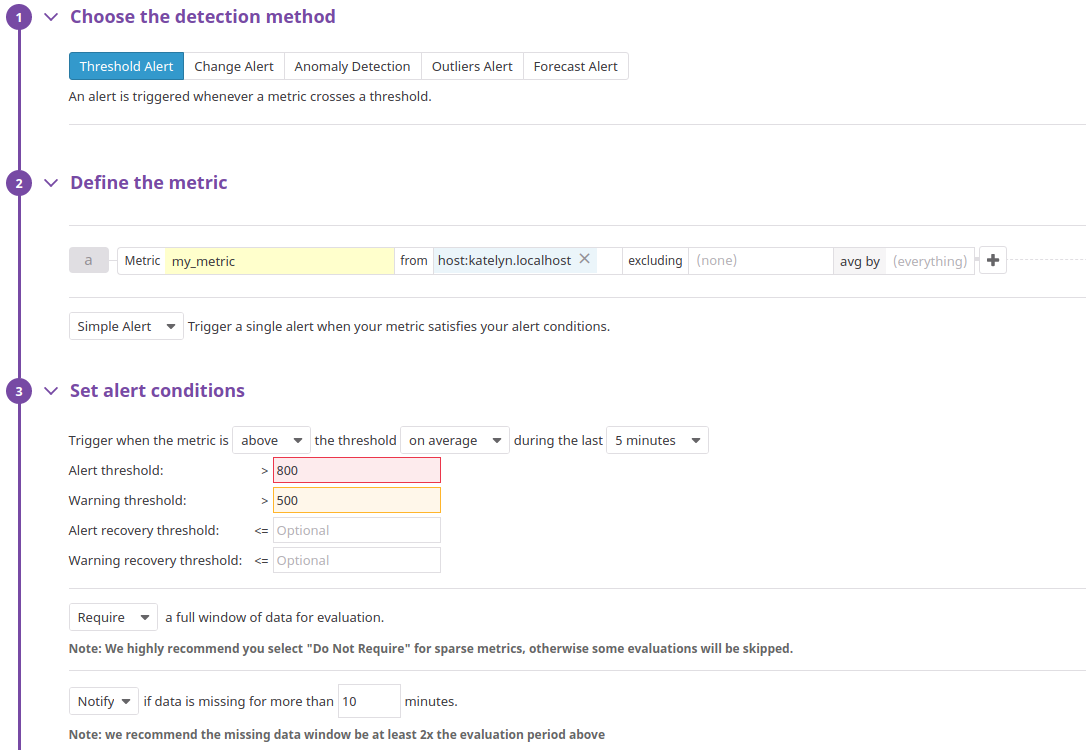 1 Choose the detection method
Threshold Alert Change Alert Anomaly Detection Outliers Alert Forecast Alert
An alert is triggered whenever a metric crosses a threshold.
2 Define the metric
a Metric my_metric from host:katelyn.localhost excluding (none) avg by (everything)
Simple Alert Trigger a single alert when your metric satisfies your alert conditions.
3 Set alert conditions
Trigger when the metric is above the threshold on average during the last 5 minutes
Alert threshold: > 800
Warning threshold: > 500
Alert recovery threshold: <= Optional
Warning recovery threshold: <= Optional
Require a full window of data for evaluation.
Note: We highly recommend you select "Do Not Require" for sparse metrics, otherwise some evaluations will be skipped.
Notify if data is missing for more than 10 minutes.
Note: we recommend the missing data window be at least 2x the evaluation period above